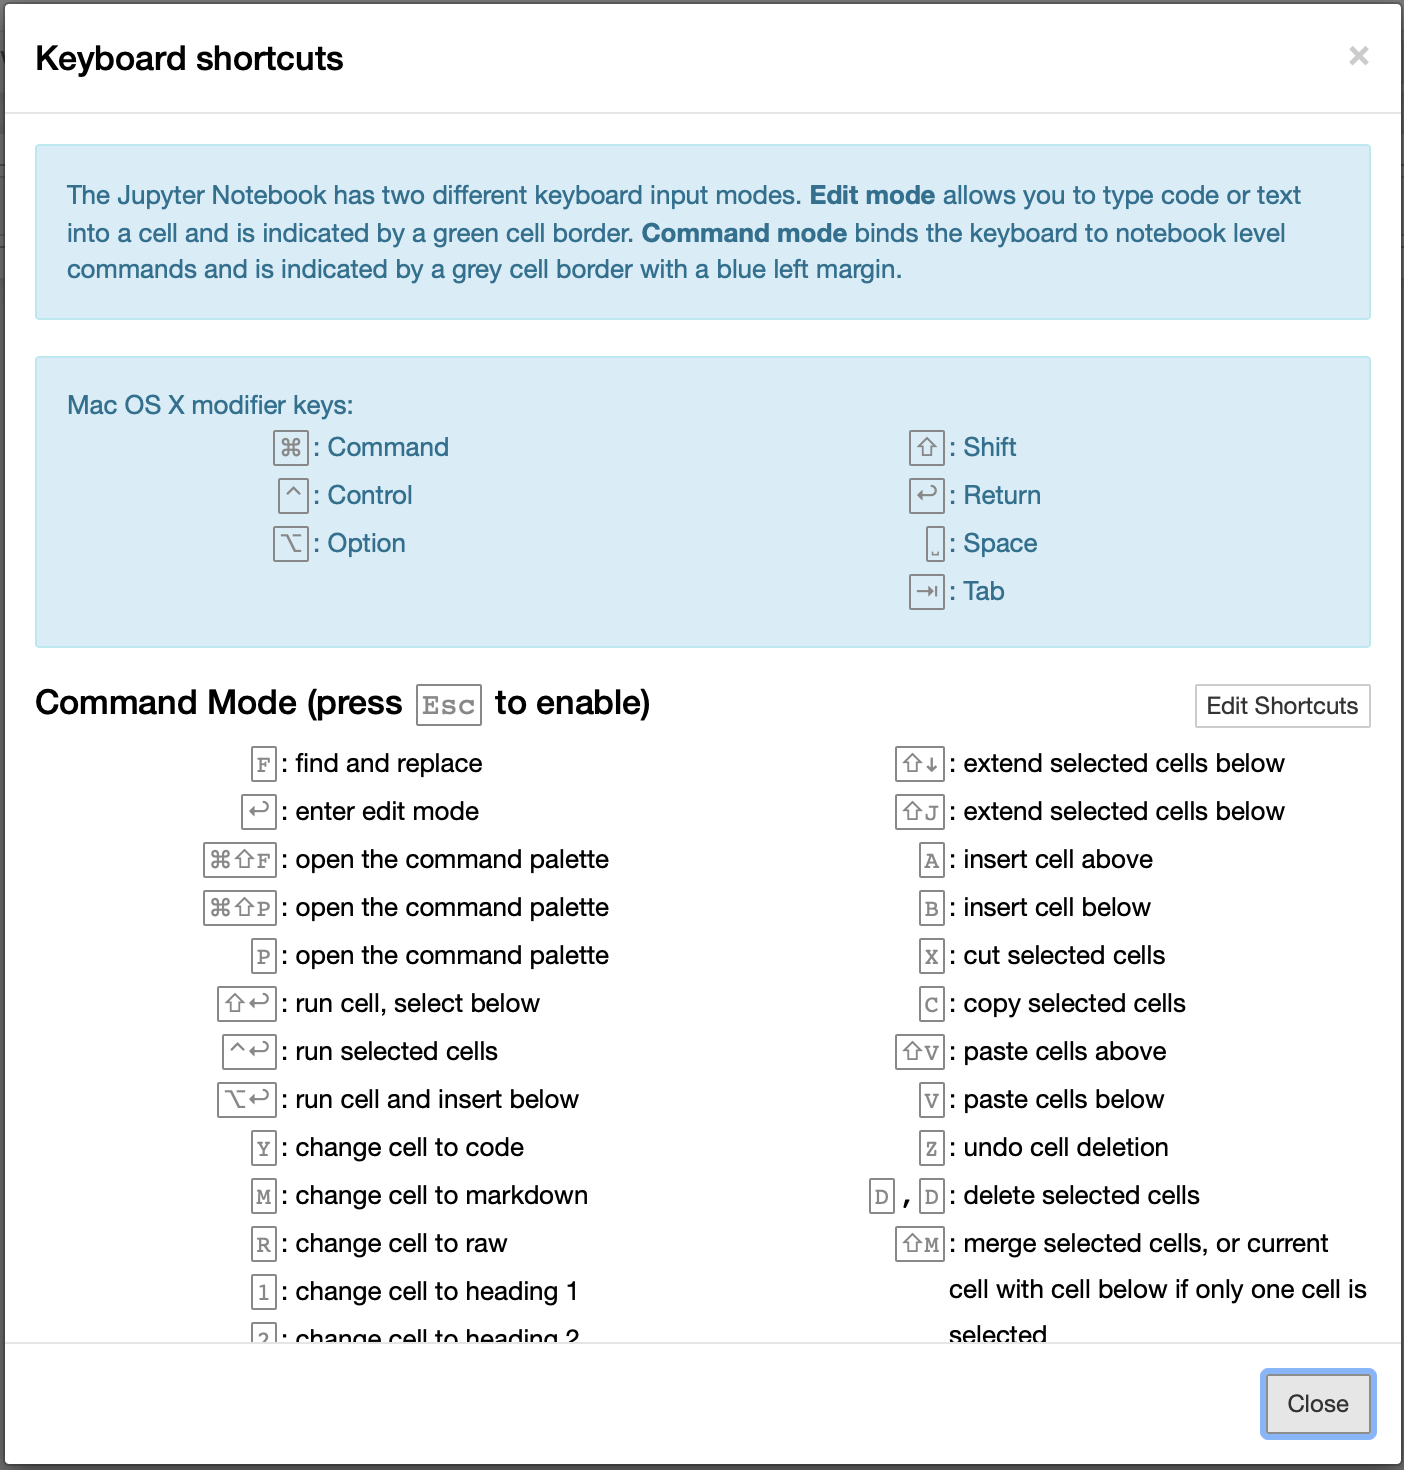 Keyboard shortcuts
×
The Jupyter Notebook has two different keyboard input modes. Edit mode allows you to type code or text
into a cell and is indicated by a green cell border. Command mode binds the keyboard to notebook level
commands and is indicated by a grey cell border with a blue left margin.
Mac OS X modifier keys:
⌘ : Command
⌃ : Control
⌥ : Option
⇧ : Shift
↩ : Return
␣ : Space
⇥ : Tab
Command Mode (press Esc to enable)
Edit Shortcuts
F : find and replace
↩ : enter edit mode
⌘⇧F : open the command palette
⌘⇧P : open the command palette
P : open the command palette
⇧↩ : run cell, select below
⌃↩ : run selected cells
⌥↩ : run cell and insert below
Y : change cell to code
M : change cell to markdown
R : change cell to raw
1 : change cell to heading 1
2 : change cell to heading 2
⇧↓ : extend selected cells below
⇧J : extend selected cells below
A : insert cell above
B : insert cell below
X : cut selected cells
C : copy selected cells
⇧V : paste cells above
V : paste cells below
Z : undo cell deletion
D , D : delete selected cells
⇧M : merge selected cells, or current
cell with cell below if only one cell is
selected
Close